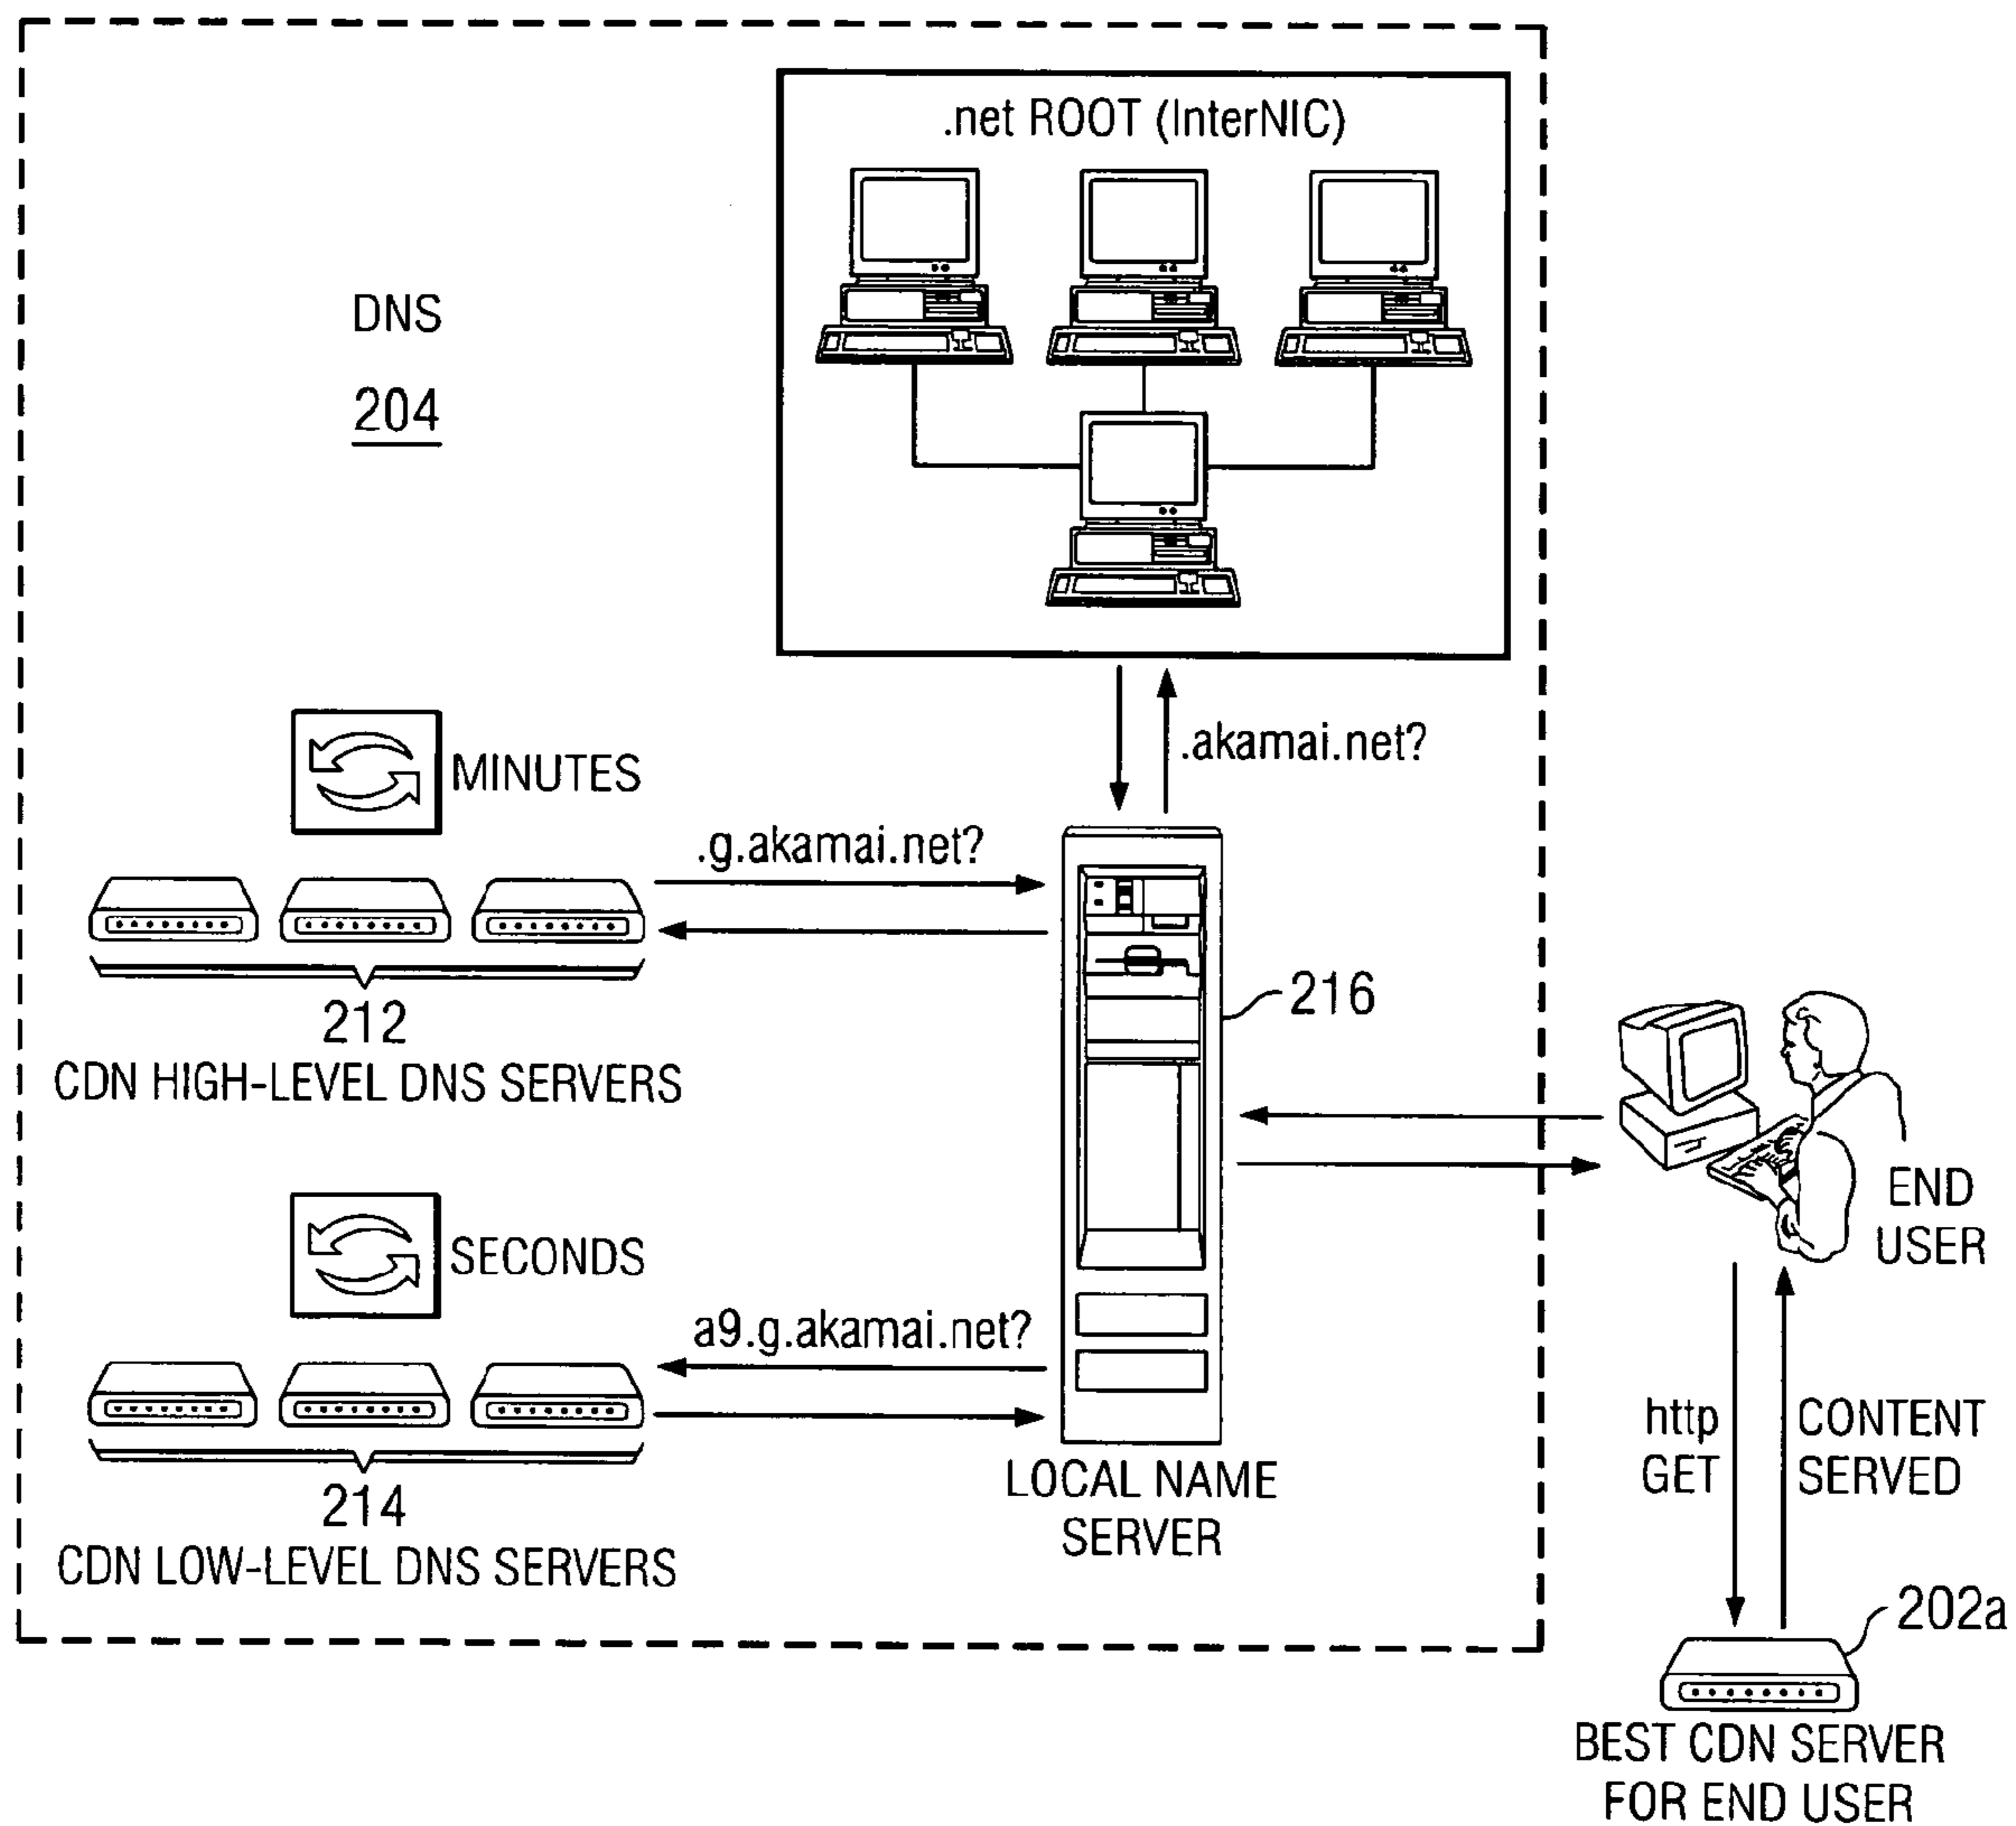 .net ROOT (InterNIC)
DNS
204
.akamai.net?
MINUTES
.g.akamai.net?
212
CDN HIGH-LEVEL DNS SERVERS
216
END
USER
SECONDS
a9.g.akamai.net?
214
CDN LOW-LEVEL DNS SERVERS
LOCAL NAME
SERVER
http
GET
CONTENT
SERVED
202a
BEST CDN SERVER
FOR END USER